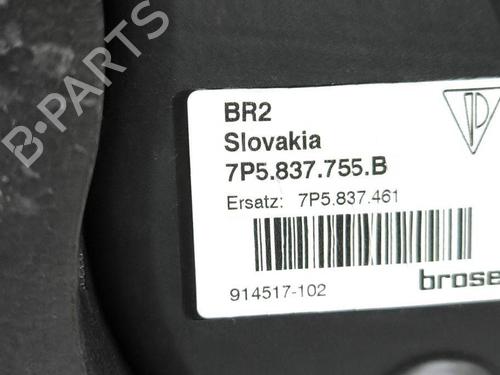 BR2
Slovakia
7P5.837.755.B
Ersatz: 7P5.837.461
914517-102
brose
B-PARTS